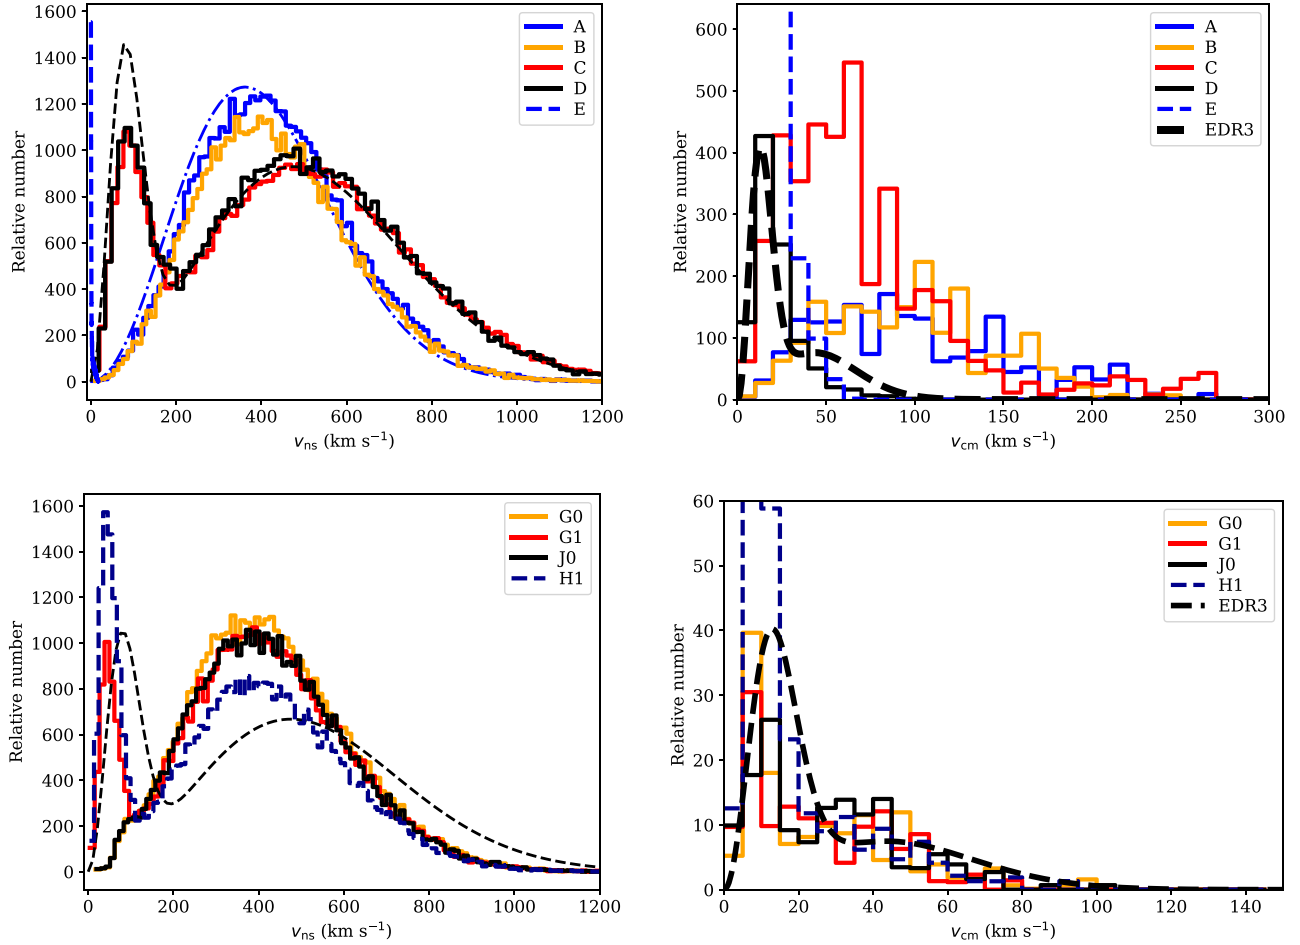 1600
1400
1200
1000
800
600
400
200
0
Relative number
0 200 400 600 800 1000 1200
v_ns (km s⁻¹)
A
B
C
D
E
600
500
400
300
200
100
0
Relative number
0 50 100 150 200 250 300
v_cm (km s⁻¹)
A
B
C
D
E
EDR3
1600
1400
1200
1000
800
600
400
200
0
Relative number
0 200 400 600 800 1000 1200
v_ns (km s⁻¹)
G0
G1
J0
H1
60
50
40
30
20
10
0
Relative number
0 20 40 60 80 100 120 140
v_cm (km s⁻¹)
G0
G1
J0
H1
EDR3